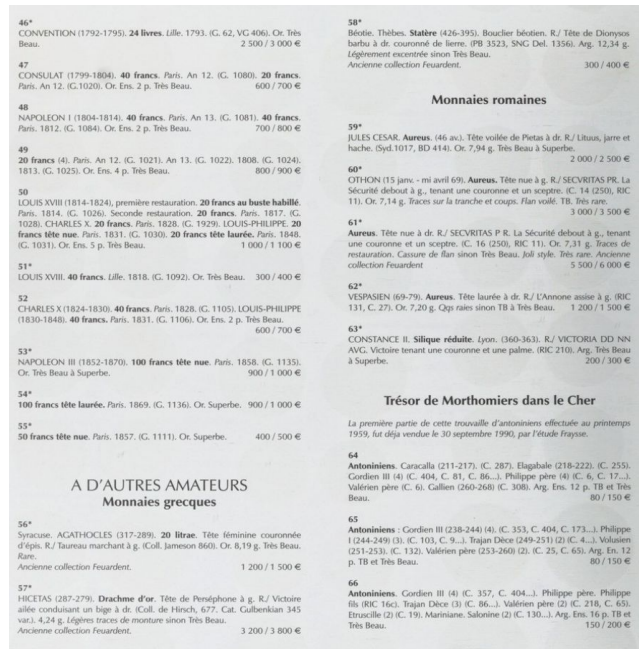 46*
CONVENTION (1792-1795). 24 livres. Lille. 1793. (G. 62, VG 406). Or. Très
Beau. 2 500 / 3 000 €
47
CONSULAT (1799-1804). 40 francs. Paris. An 12. (G. 1080). 20 francs.
Paris. An 12. (G.1020). Or. Ens. 2 p. Très Beau. 600 / 700 €
48
NAPOLEON I (1804-1814). 40 francs. Paris. An 13. (G. 1081). 40 francs.
Paris. 1812. (G. 1084). Or. Ens. 2 p. Très Beau. 700 / 800 €
49
20 francs (4). Paris. An 12. (G. 1021). An 13. (G. 1022). 1808. (G. 1024).
1813. (G. 1025). Or. Ens. 4 p. Très Beau. 800 / 900 €
50
LOUIS XVIII (1814-1824), première restauration. 20 francs au buste habillé.
Paris. 1814. (G. 1026). Seconde restauration. 20 francs. Paris. 1817. (G.
1028). CHARLES X. 20 francs. Paris. 1828. (G. 1929). LOUIS-PHILIPPE. 20
francs tête nue. Paris. 1831. (G. 1030). 20 francs tête laurée. Paris. 1848.
(G. 1031). Or. Ens. 5 p. Très Beau. 1 000 / 1 100 €
51*
LOUIS XVIII. 40 francs. Lille. 1818. (G. 1092). Or. Très Beau. 300 / 400 €
52
CHARLES X (1824-1830). 40 francs. Paris. 1828. (G. 1105). LOUIS-PHILIPPE
(1830-1848). 40 francs. Paris. 1831. (G. 1106). Or. Ens. 2 p. Très Beau.
600 / 700 €
53*
NAPOLEON III (1852-1870). 100 francs tête nue. Paris. 1858. (G. 1135).
Or. Très Beau à Superbe. 900 / 1 000 €
54*
100 francs tête laurée. Paris. 1869. (G. 1136). Or. Superbe. 900 / 1 000 €
55*
50 francs tête nue. Paris. 1857. (G. 1111). Or. Superbe. 400 / 500 €
A D'AUTRES AMATEURS
Monnaies grecques
56*
Syracuse. AGATHOCLES (317-289). 20 litrae. Tête féminine couronnée
d'épis. R./ Taureau marchant à g. (Coll. Jameson 860). Or. 8,19 g. Très Beau.
Rare.
Ancienne collection Feuardent. 1 200 / 1 500 €
57*
HICETAS (287-279). Drachme d'or. Tête de Perséphone à g. R./ Victoire
ailée conduisant un bige à dr. (Coll. de Hirsch, 677. Cat. Gulbenkian 345
var.). 4,24 g. Légères traces de monture sinon Très Beau.
Ancienne collection Feuardent. 3 200 / 3 800 €
58*
Béotie. Thèbes. Statère (426-395). Bouclier béotien. R./ Tête de Dionysos
barbu à dr. couronné de lierre. (PB 3523, SNG Del. 1356). Arg. 12,34 g.
Légèrement excentrée sinon Très Beau.
Ancienne collection Feuardent. 300 / 400 €
Monnaies romaines
59*
JULES CESAR. Aureus. (46 av.). Tête voilée de Pietas à dr. R./ Lituus, jarre et
hache. (Syd.1017, BD 414). Or. 7,94 g. Très Beau à Superbe.
2 000 / 2 500 €
60*
OTHON (15 janv. - mi avril 69). Aureus. Tête nue à g. R./ SECVRITAS PR. La
Sécurité debout à g., tenant une couronne et un sceptre. (C. 14 (250), RIC
11). Or. 7,14 g. Traces sur la tranche et coups. Flan voilé. TB. Très rare.
3 000 / 3 500 €
61*
Aureus. Tête nue à dr. R./ SECVRITAS P R. La Sécurité debout à g., tenant
une couronne et un sceptre. (C. 16 (250), RIC 11). Or. 7,31 g. Traces de
restauration. Cassure de flan sinon Très Beau. Joli style. Très rare. Ancienne
collection Feuardent 5 500 / 6 000 €
62*
VESPASIEN (69-79). Aureus. Tête laurée à dr. R./ L'Annone assise à g. (RIC
131, C. 27). Or. 7,20 g. Qqs raies sinon TB à Très Beau. 1 200 / 1 500 €
63*
CONSTANCE II. Silique réduite. Lyon. (360-363). R./ VICTORIA DD NN
AVG. Victoire tenant une couronne et une palme. (RIC 210). Arg. Très Beau
à Superbe. 200 / 300 €
Trésor de Morthomiers dans le Cher
La première partie de cette trouvaille d'antoniniens effectuée au printemps
1959, fut déja vendue le 30 septembre 1990, par l'étude Fraysse.
64
Antoniniens. Caracalla (211-217). (C. 287). Elagabale (218-222). (C. 255).
Gordien III (4) (C. 404, C. 81, C. 86...). Philippe père (4) (C. 6, C. 17...).
Valérien père (C. 6). Gallien (260-268) (C. 308). Arg. Ens. 12 p. TB et Très
Beau. 80 / 150 €
65
Antoniniens : Gordien III (238-244) (4). (C. 353, C. 404, C. 173...). Philippe
I (244-249) (3). (C. 103, C. 9...). Trajan Dèce (249-251) (2) (C. 4...). Volusien
(251-253). (C. 132). Valérien père (253-260) (2). (C. 25, C. 65). Arg. En. 12
p. TB et Très Beau. 80 / 150 €
66
Antoniniens. Gordien III (4) (C. 357, C. 404...). Philippe père. Philippe
fils (RIC 16c). Trajan Dèce (3) (C. 86...). Valérien père (2) (C. 218, C. 65).
Etruscille (2) (C. 19). Mariniane. Salonine (2) (C. 130...). Arg. Ens. 16 p. TB et
Très Beau. 150 / 200 €